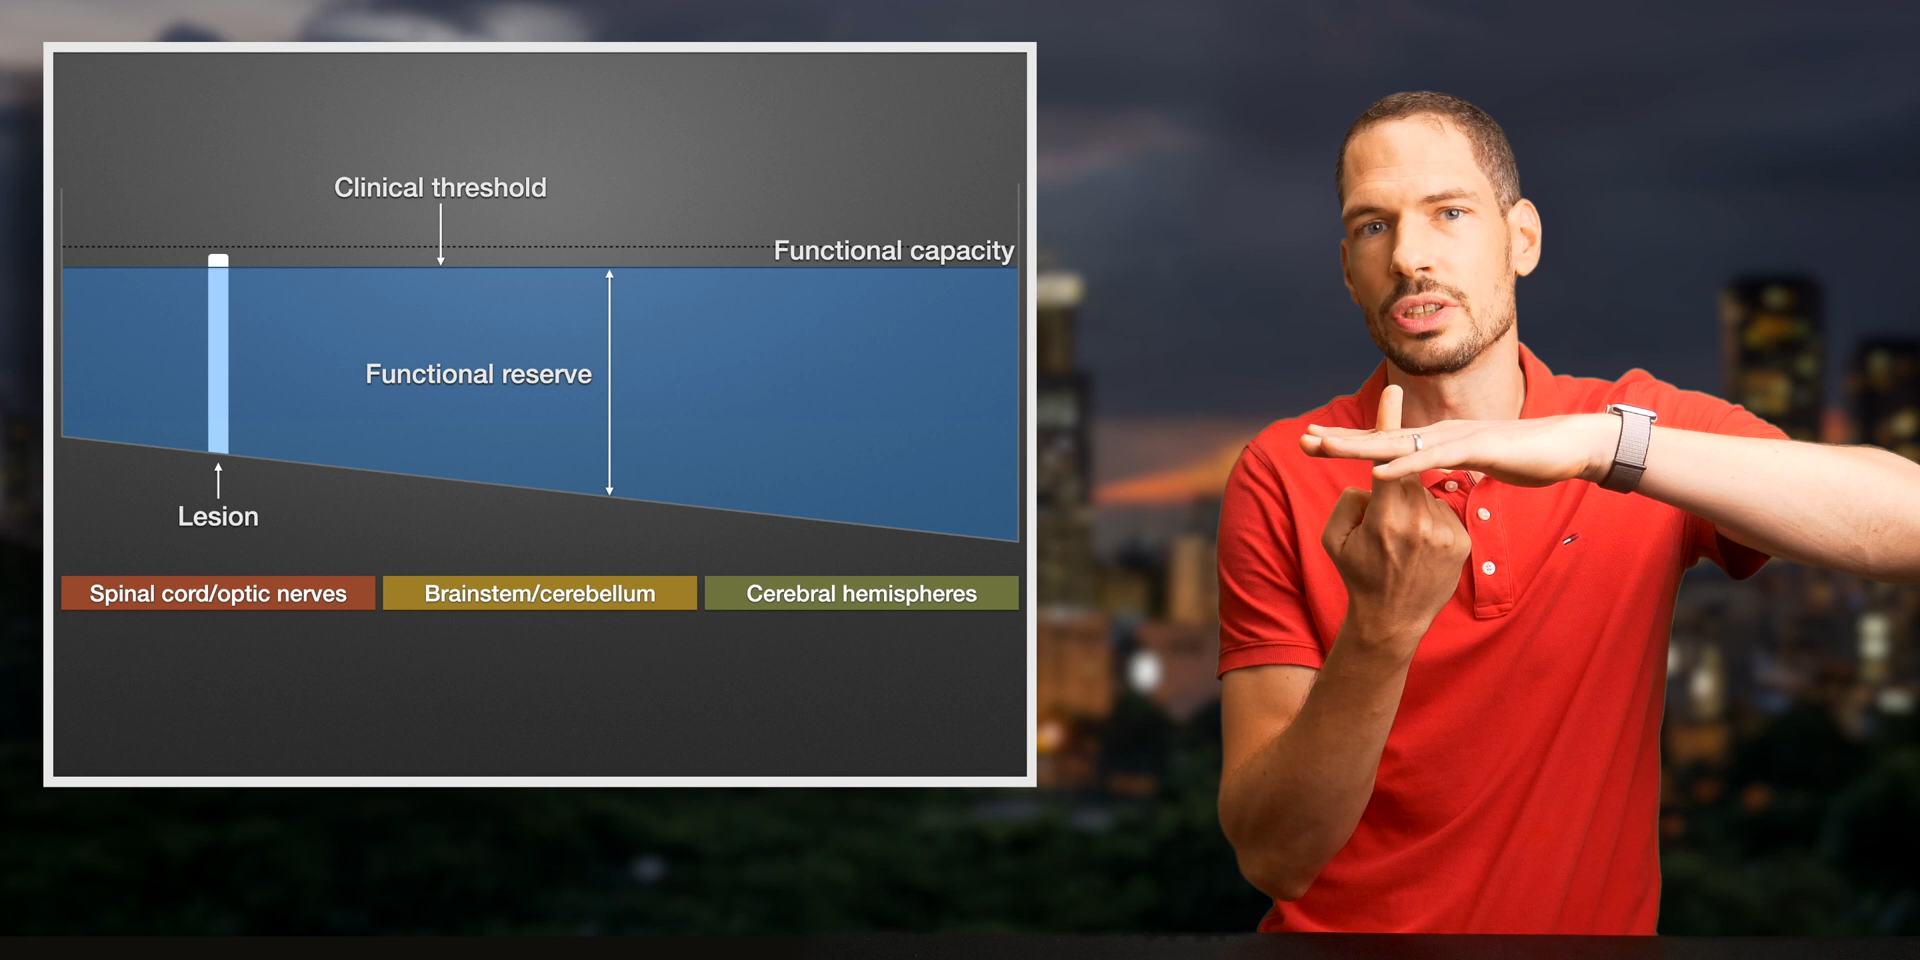 Clinical threshold
Functional capacity
Functional reserve
Lesion
Spinal cord/optic nerves
Brainstem/cerebellum
Cerebral hemispheres